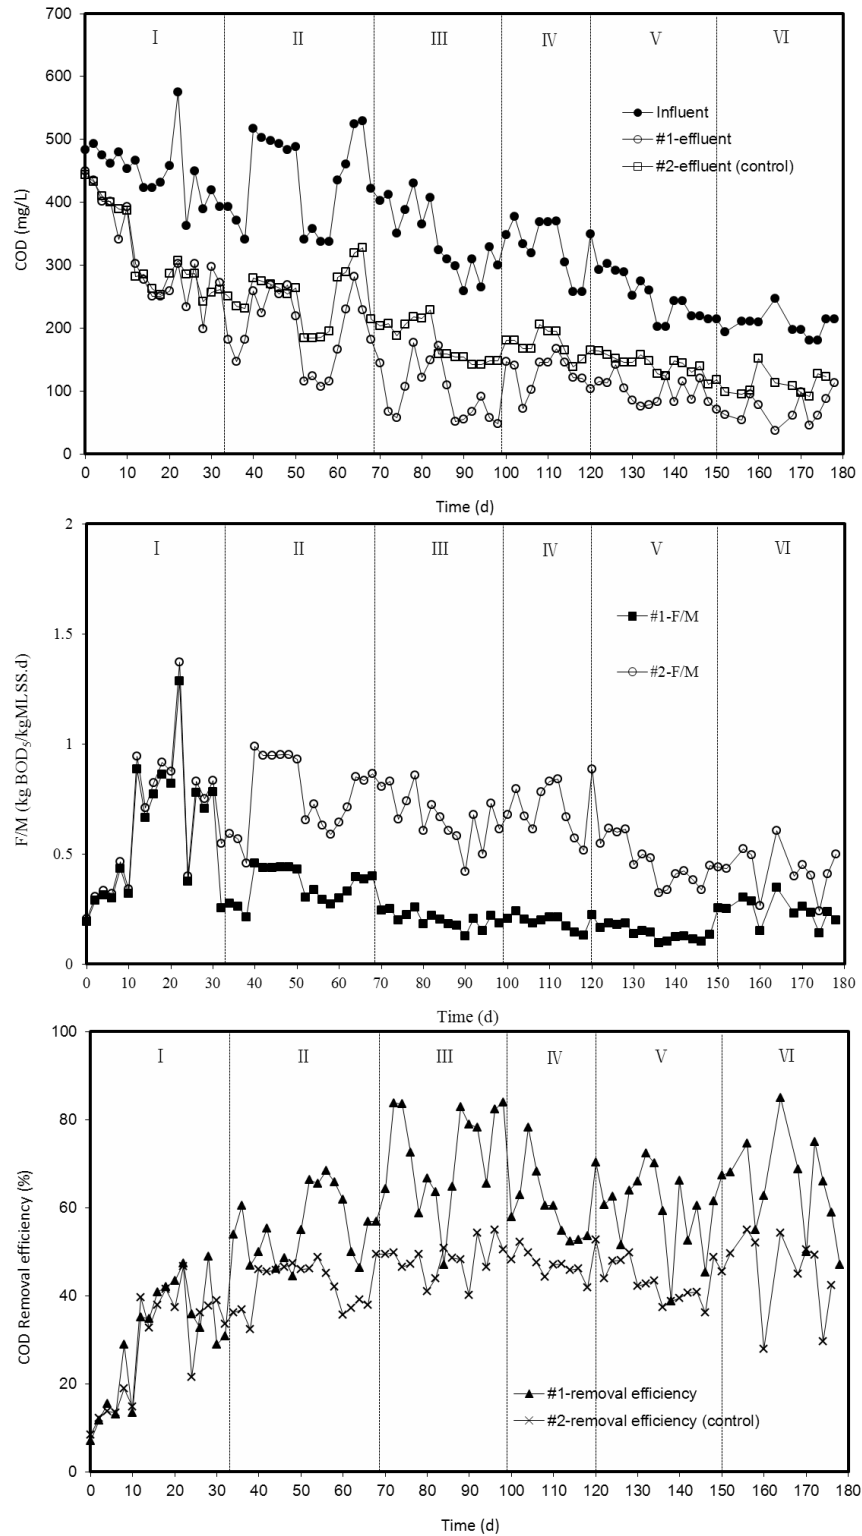 700
600
500
400
300
200
100
0
COD (mg/L)
Ⅰ Ⅱ Ⅲ Ⅳ Ⅴ Ⅵ
Influent
#1-effluent
#2-effluent (control)
0 10 20 30 40 50 60 70 80 90 100 110 120 130 140 150 160 170 180
Time (d)
2
1.5
1
0.5
0
F/M (kg BOD₅/kgMLSS.d)
Ⅰ Ⅱ Ⅲ Ⅳ Ⅴ Ⅵ
#1-F/M
#2-F/M
0 10 20 30 40 50 60 70 80 90 100 110 120 130 140 150 160 170 180
Time (d)
100
80
60
40
20
0
COD Removal efficiency (%)
Ⅰ Ⅱ Ⅲ Ⅳ Ⅴ Ⅵ
#1-removal efficiency
#2-removal efficiency (control)
0 10 20 30 40 50 60 70 80 90 100 110 120 130 140 150 160 170 180
Time (d)